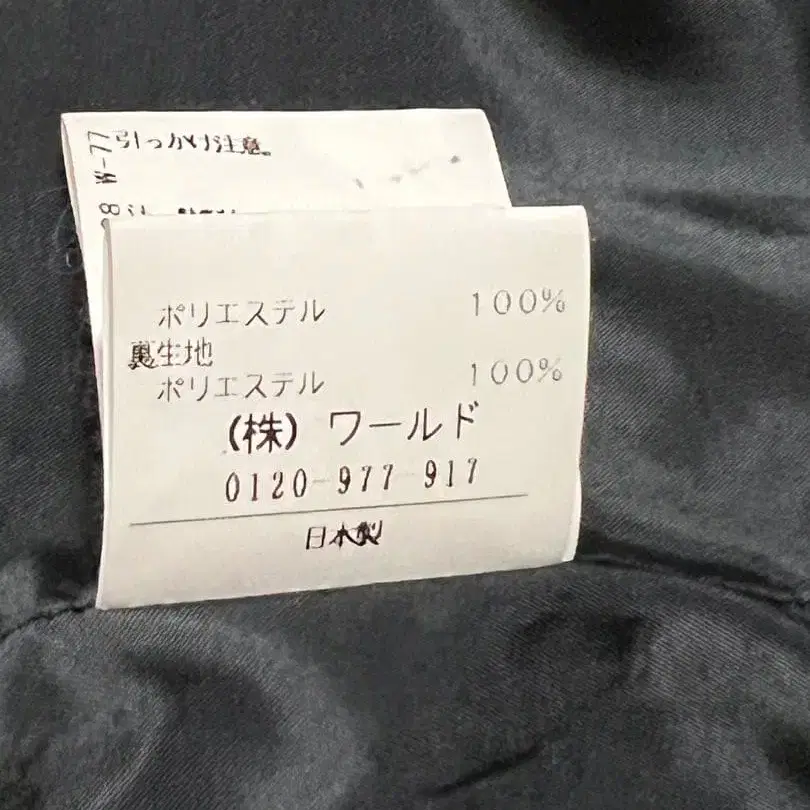 W-77
引っかけ注意。
ポリエステル 100%
裏生地
ポリエステル 100%
(株) ワールド
0120-977-917
日本製